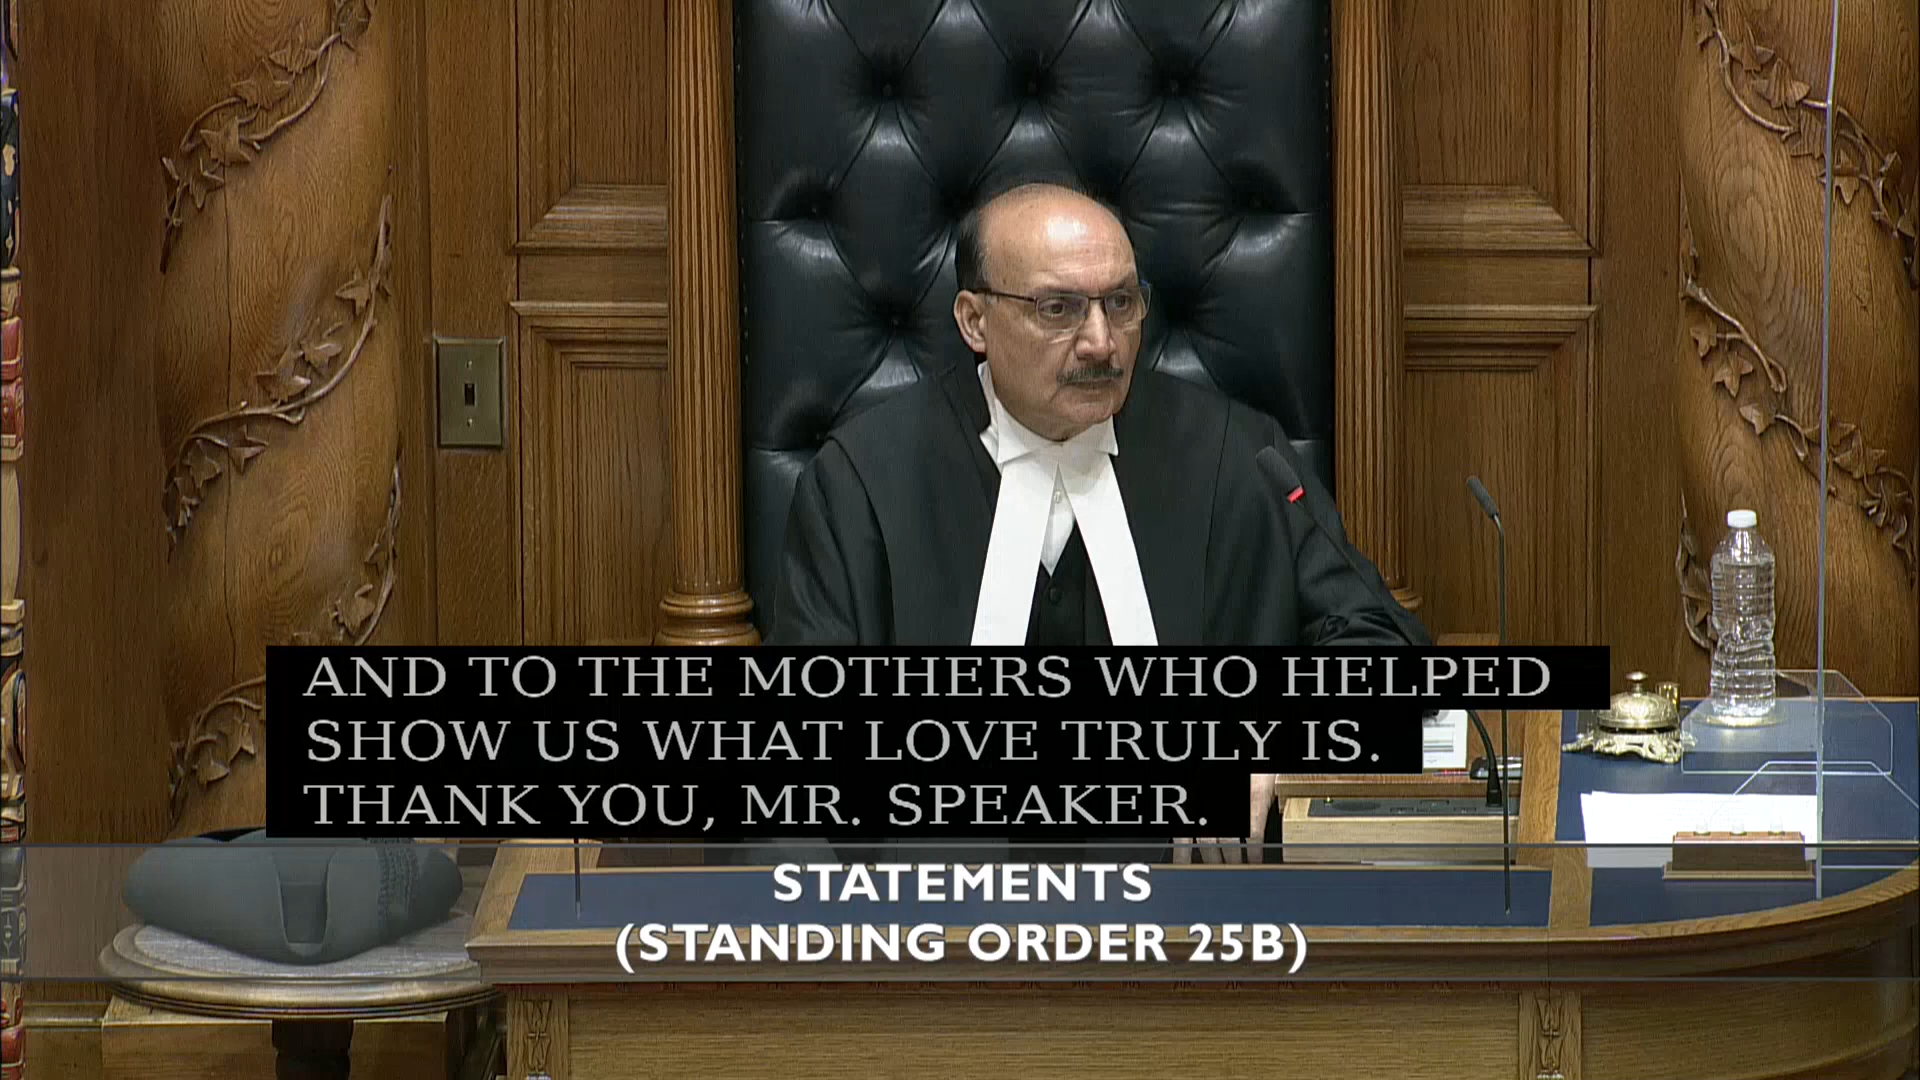 AND TO THE MOTHERS WHO HELPED
SHOW US WHAT LOVE TRULY IS.
THANK YOU, MR. SPEAKER.
STATEMENTS
(STANDING ORDER 25B)